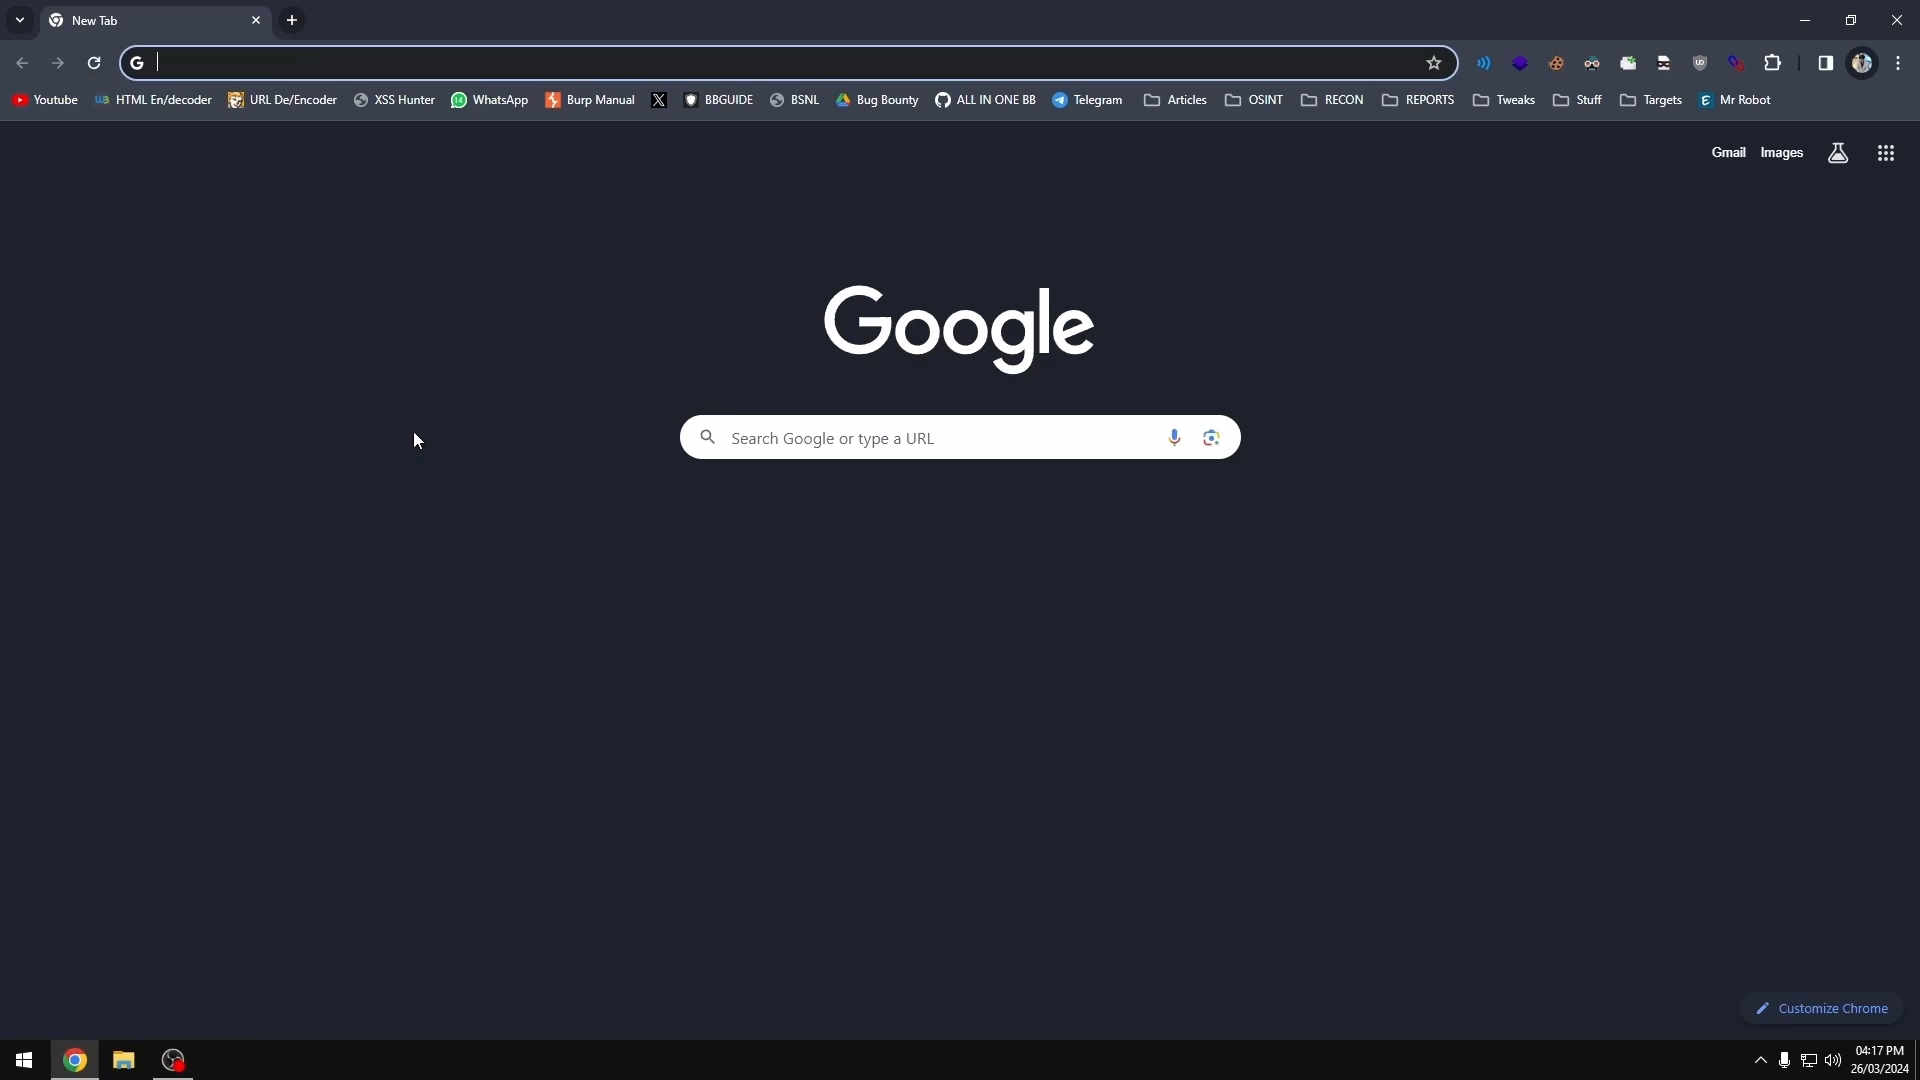 New Tab
Youtube HTML En/decoder URL De/Encoder XSS Hunter WhatsApp Burp Manual BBGUIDE BSNL Bug Bounty ALL IN ONE BB Telegram Articles OSINT RECON REPORTS Tweaks Stuff Targets Mr Robot
Gmail Images
Google
Search Google or type a URL
Customize Chrome
04:17 PM
26/03/2024